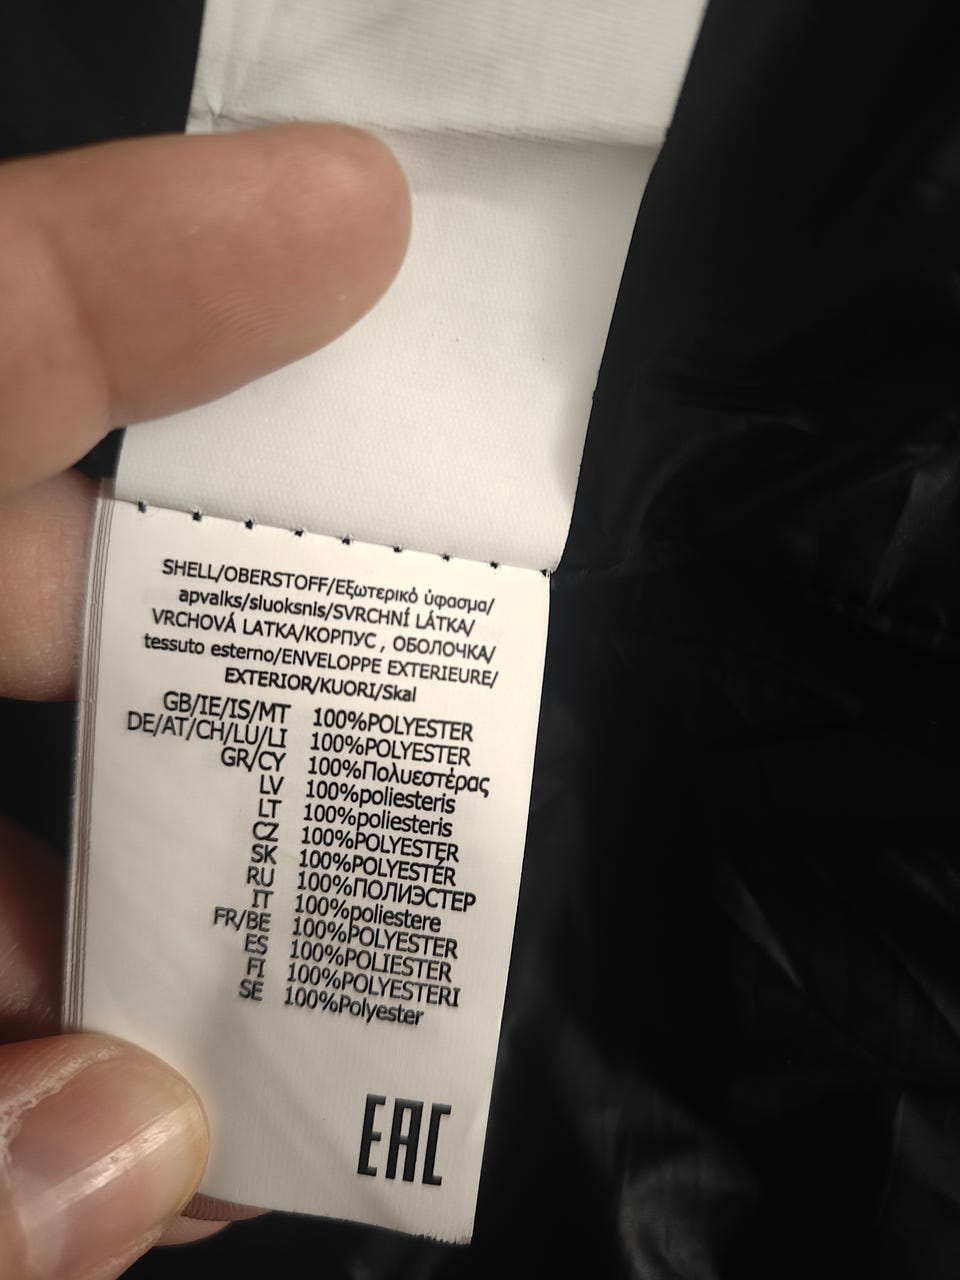 SHELL/OBERSTOFF/Εξωτερικό ύφασμα/
apvalks/sluoksnis/SVRCHNÍ LÁTKA/
VRCHOVÁ LATKA/КОРПУС , ОБОЛОЧКА/
tessuto esterno/ENVELOPPE EXTERIEURE/
EXTERIOR/KUORI/Skal
GB/IE/IS/MT 100%POLYESTER
DE/AT/CH/LU/LI 100%POLYESTER
GR/CY 100%Πολυεστέρας
LV 100%poliesteris
LT 100%poliesteris
CZ 100%POLYESTER
SK 100%POLYESTÉR
RU 100%ПОЛИЭСТЕР
IT 100%poliestere
FR/BE 100%POLYESTER
ES 100%POLIESTER
FI 100%POLYESTERI
SE 100%Polyester
EAC